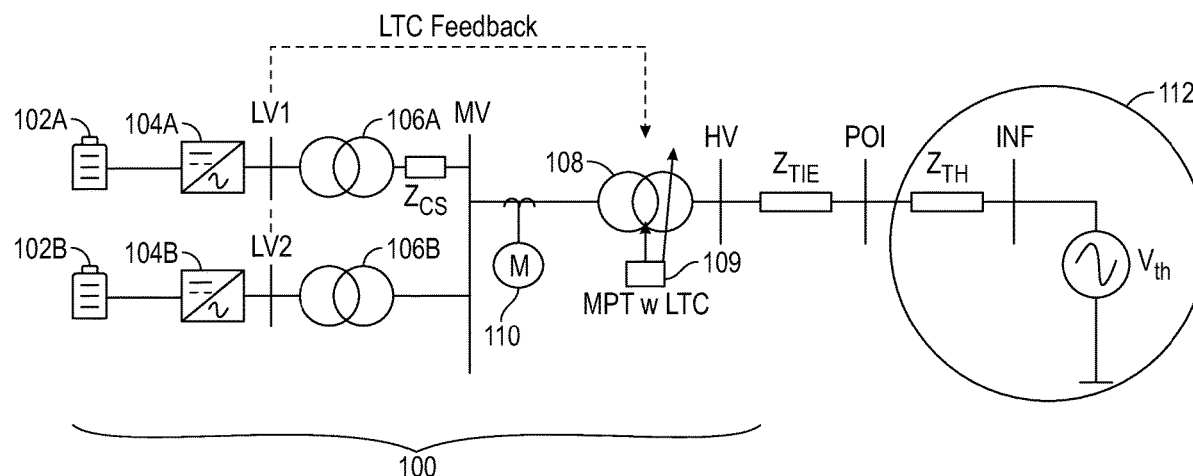 LTC Feedback
102A
104A
LV1
106A
MV
Z_CS
108
HV
Z_TIE
POI
Z_TH
INF
112
102B
104B
LV2
106B
M
110
109
MPT w LTC
V_th
100